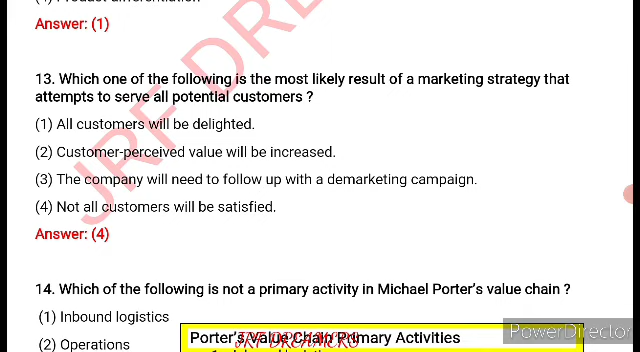 Answer: (1)
13. Which one of the following is the most likely result of a marketing strategy that
attempts to serve all potential customers ?
(1) All customers will be delighted.
(2) Customer-perceived value will be increased.
(3) The company will need to follow up with a demarketing campaign.
(4) Not all customers will be satisfied.
Answer: (4)
14. Which of the following is not a primary activity in Michael Porter's value chain ?
(1) Inbound logistics
(2) Operations
Porter's Value Chain Primary Activities
JRF DREAMERS
PowerDirector
JRF DRE